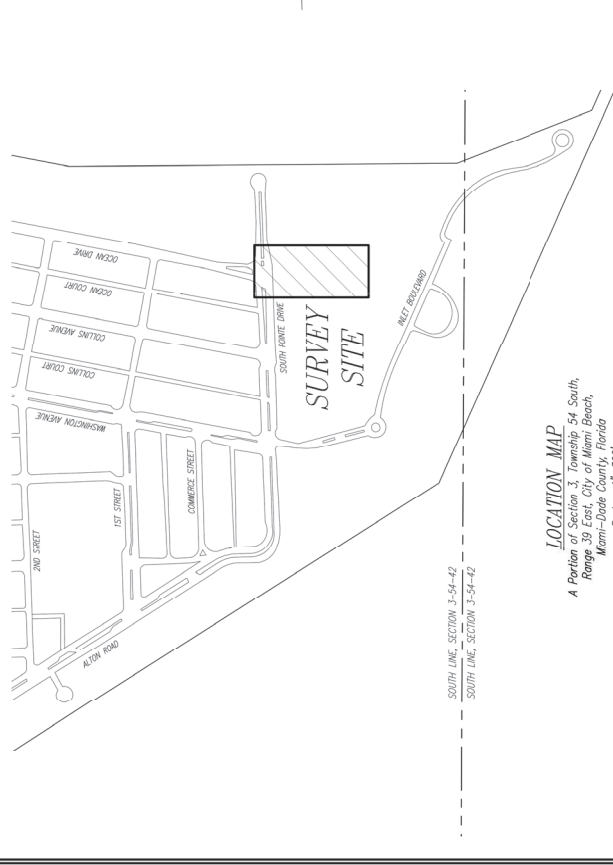 OCEAN DRIVE
OCEAN COURT
COLLINS AVENUE
COLLINS COURT
WASHINGTON AVENUE
SOUTH POINTE DRIVE
SURVEY
SITE
INLET BOULEVARD
COMMERCE STREET
1ST STREET
2ND STREET
ALTON ROAD
SOUTH LINE, SECTION 3-54-42
SOUTH LINE, SECTION 3-54-42
LOCATION MAP
A Portion of Section 3, Township 54 South,
Range 39 East, City of Miami Beach,
Miami-Dade County, Florida